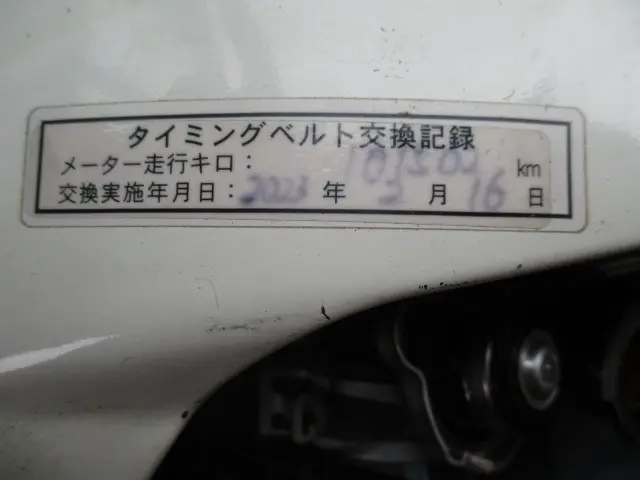 タイミングベルト交換記録
メーター走行キロ: 101502 km
交換実施年月日: 2023 年 2 月 16 日